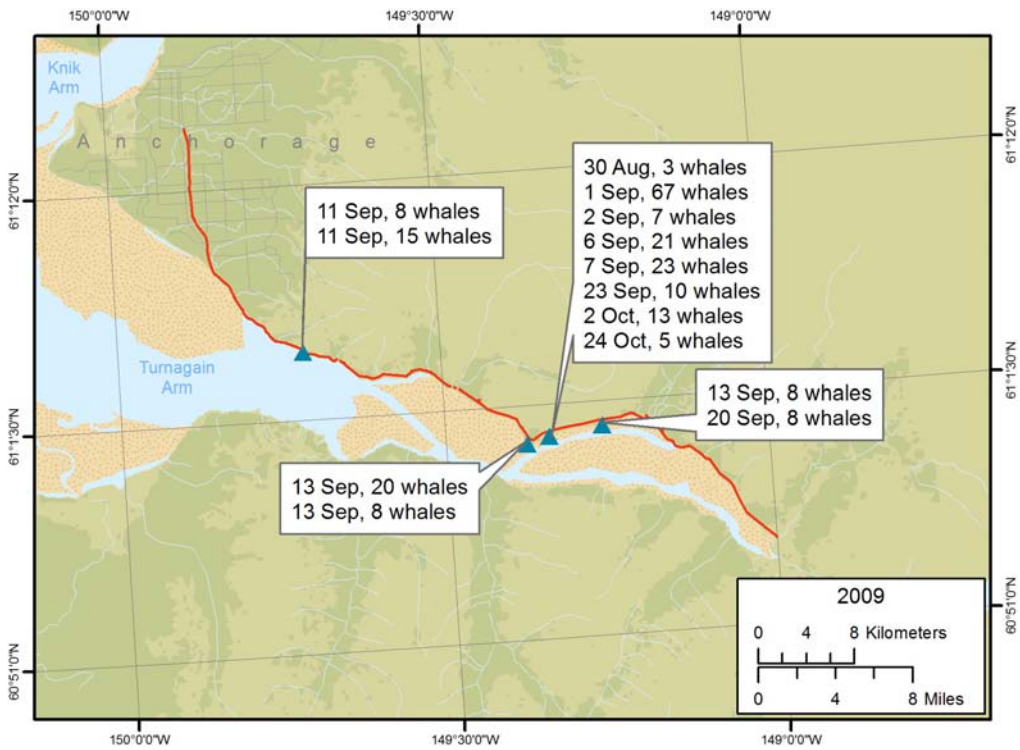 150°0'0"W
149°30'0"W
149°0'0"W
Knik
Arm
Anchorage
61°12'0"N
61°12'0"N
30 Aug, 3 whales
1 Sep, 67 whales
2 Sep, 7 whales
6 Sep, 21 whales
7 Sep, 23 whales
23 Sep, 10 whales
2 Oct, 13 whales
24 Oct, 5 whales
11 Sep, 8 whales
11 Sep, 15 whales
Turnagain
Arm
61°1'30"N
61°1'30"N
13 Sep, 8 whales
20 Sep, 8 whales
13 Sep, 20 whales
13 Sep, 8 whales
60°51'0"N
60°51'0"N
2009
0 4 8 Kilometers
0 4 8 Miles
150°0'0"W
149°30'0"W
149°0'0"W